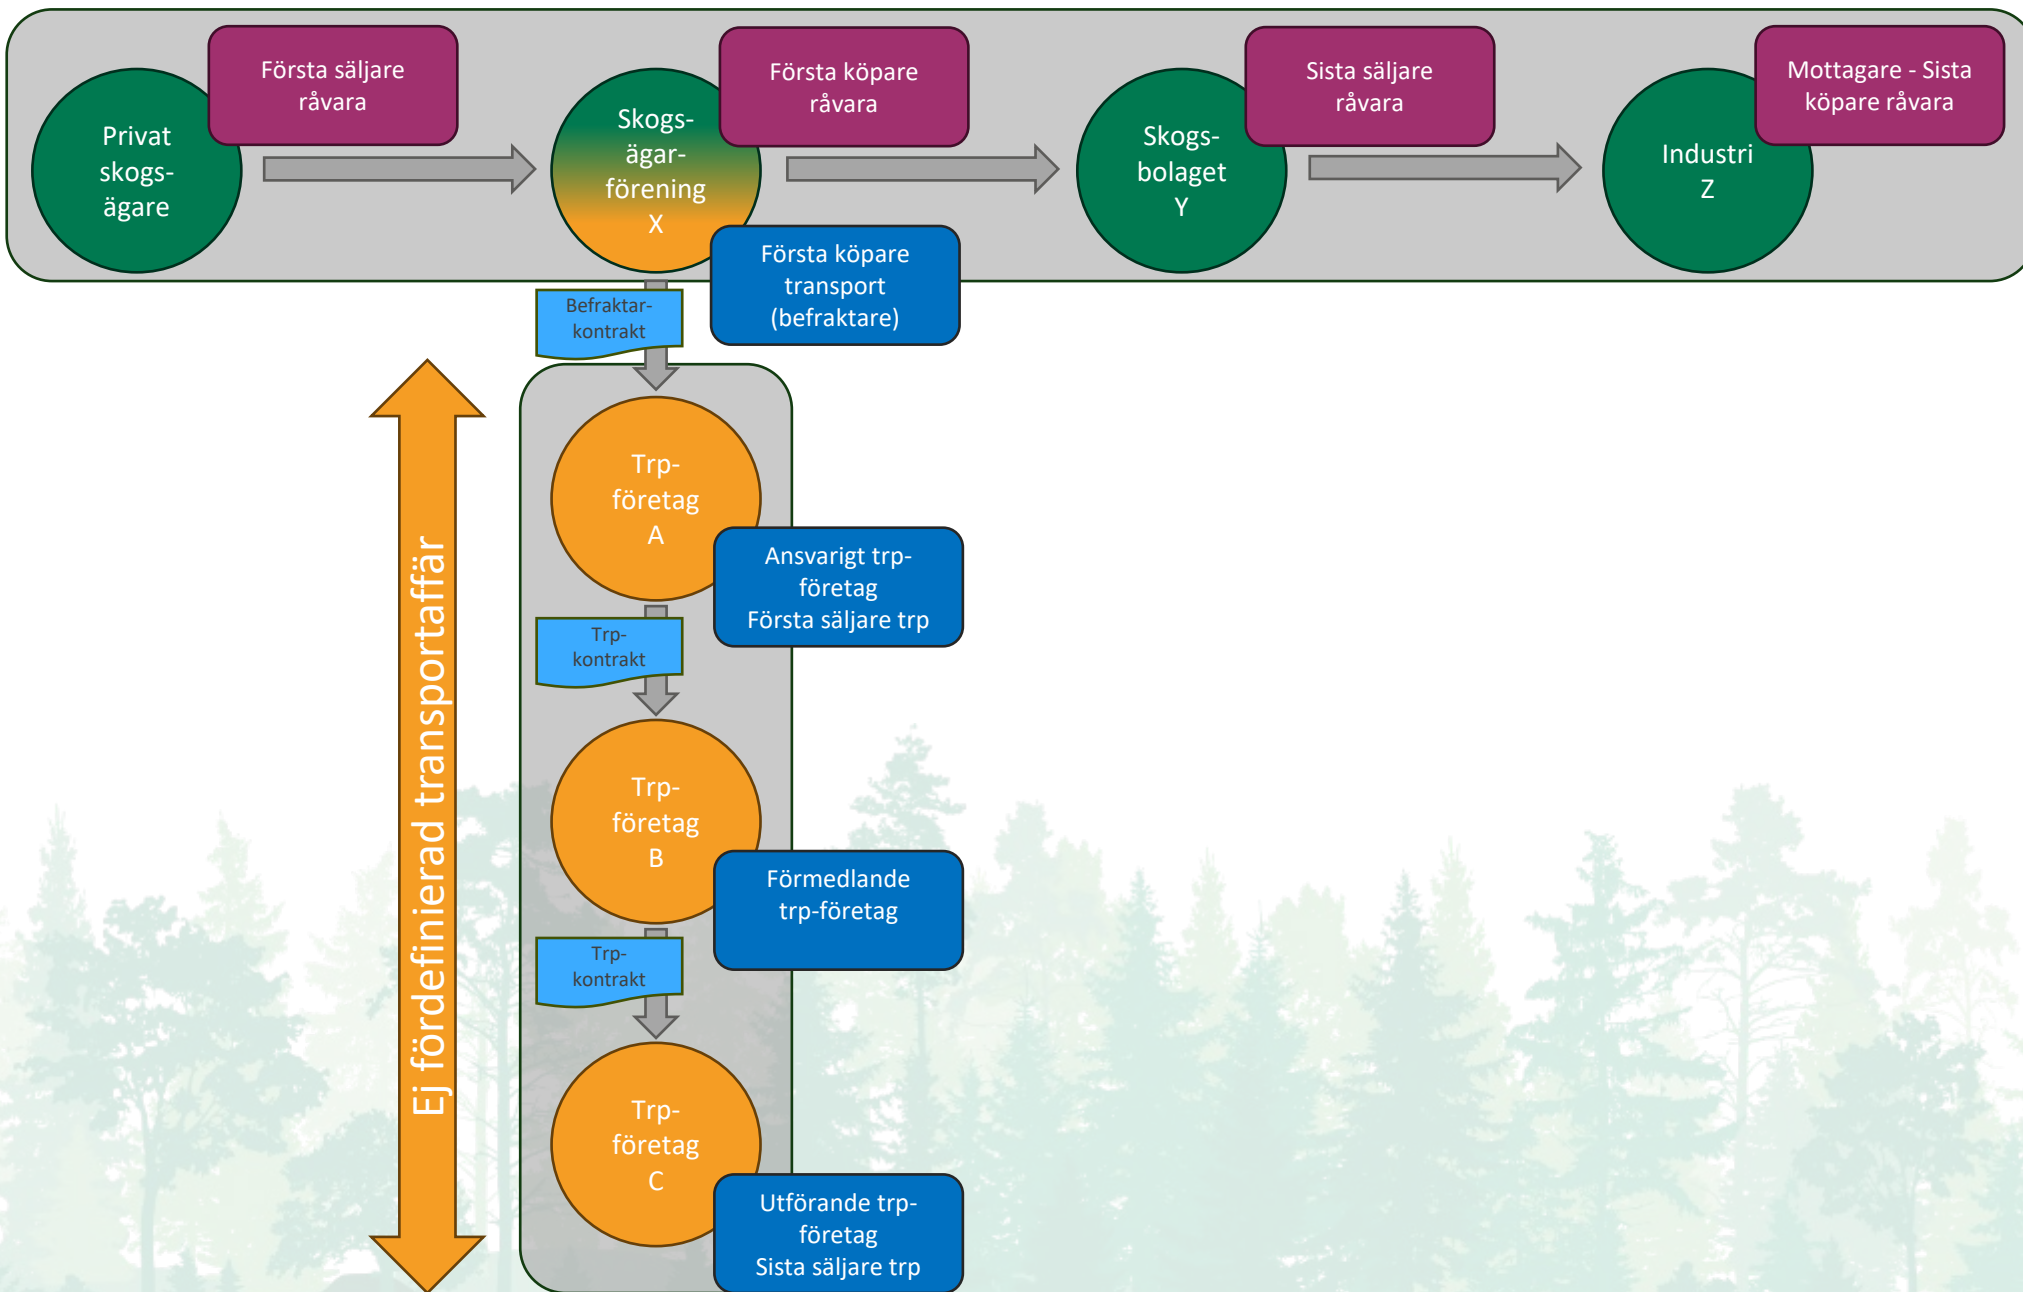 Privat
skogs-
ägare
Första säljare
råvara
Skogs-
ägar-
förening
X
Första köpare
råvara
Skogs-
bolaget
Y
Sista säljare
råvara
Industri
Z
Mottagare - Sista
köpare råvara
Första köpare
transport
(befraktare)
Befraktar-
kontrakt
Ej fördefinierad transportaffär
Trp-
företag
A
Ansvarigt trp-
företag
Första säljare trp
Trp-
kontrakt
Trp-
företag
B
Förmedlande
trp-företag
Trp-
kontrakt
Trp-
företag
C
Utförande trp-
företag
Sista säljare trp